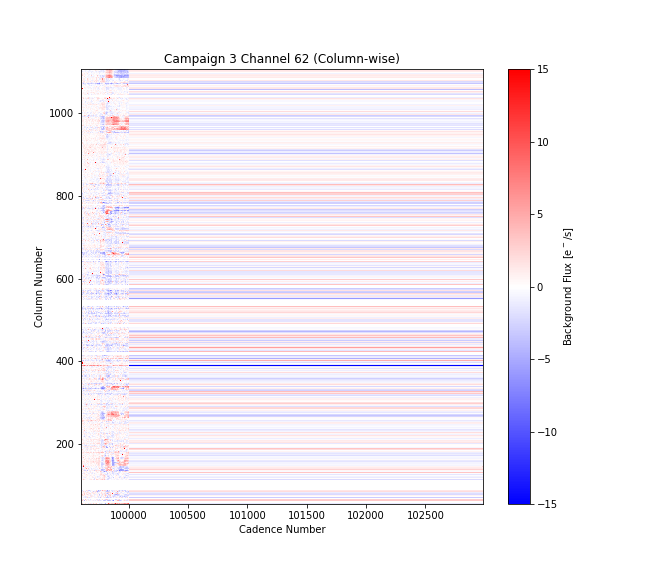 Campaign 3 Channel 62 (Column-wise)
1000
800
600
400
200
Column Number
100000 100500 101000 101500 102000 102500
Cadence Number
15
10
5
0
−5
−10
−15
Background Flux [e⁻/s]